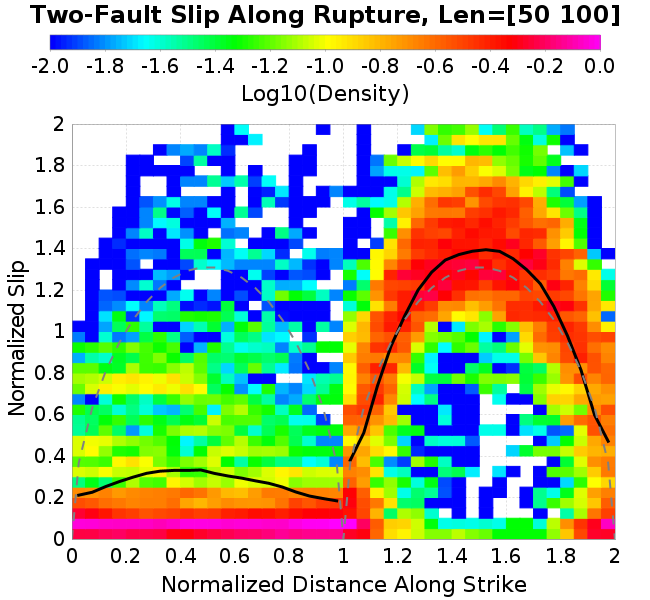 Two-Fault Slip Along Rupture, Len=[50 100]
-2.0 -1.8 -1.6 -1.4 -1.2 -1.0 -0.8 -0.6 -0.4 -0.2 0.0
Log10(Density)
2
1.8
1.6
1.4
1.2
1
0.8
0.6
0.4
0.2
0
Normalized Slip
0 0.2 0.4 0.6 0.8 1 1.2 1.4 1.6 1.8 2
Normalized Distance Along Strike